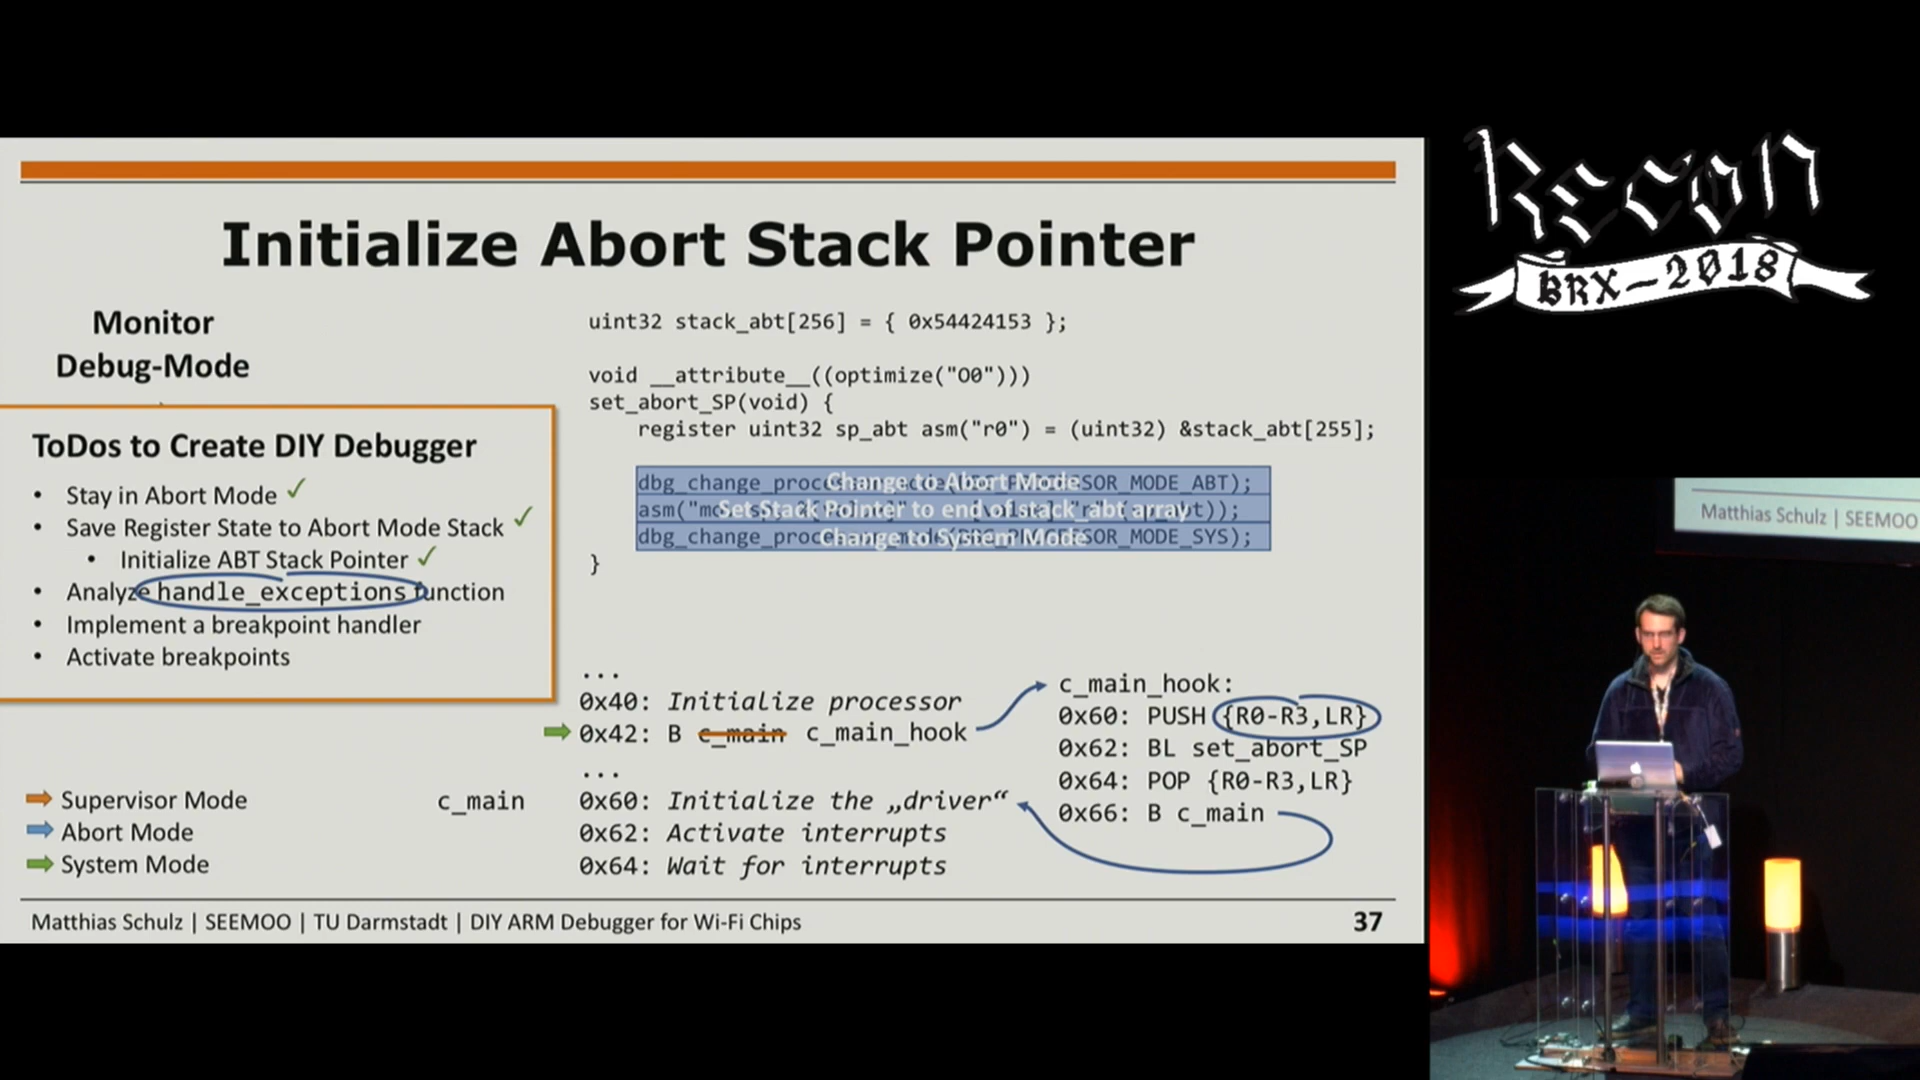 Initialize Abort Stack Pointer
Monitor
Debug-Mode
ToDos to Create DIY Debugger
• Stay in Abort Mode ✓
• Save Register State to Abort Mode Stack ✓
• Initialize ABT Stack Pointer ✓
• Analyze handle_exceptions function
• Implement a breakpoint handler
• Activate breakpoints
Supervisor Mode
Abort Mode
System Mode
uint32 stack_abt[256] = { 0x54424153 };
void __attribute__((optimize("O0")))
set_abort_SP(void) {
register uint32 sp_abt asm("r0") = (uint32) &stack_abt[255];
Change to Abort Mode
Set Stack Pointer to end of stack_abt array
Change to System Mode
}
...
0x40: Initialize processor
0x42: B c_main c_main_hook
...
c_main
0x60: Initialize the „driver“
0x62: Activate interrupts
0x64: Wait for interrupts
c_main_hook:
0x60: PUSH {R0-R3,LR}
0x62: BL set_abort_SP
0x64: POP {R0-R3,LR}
0x66: B c_main
Matthias Schulz | SEEMOO | TU Darmstadt | DIY ARM Debugger for Wi-Fi Chips
37
Recon
BRX-2018
Matthias Schulz | SEEMOO